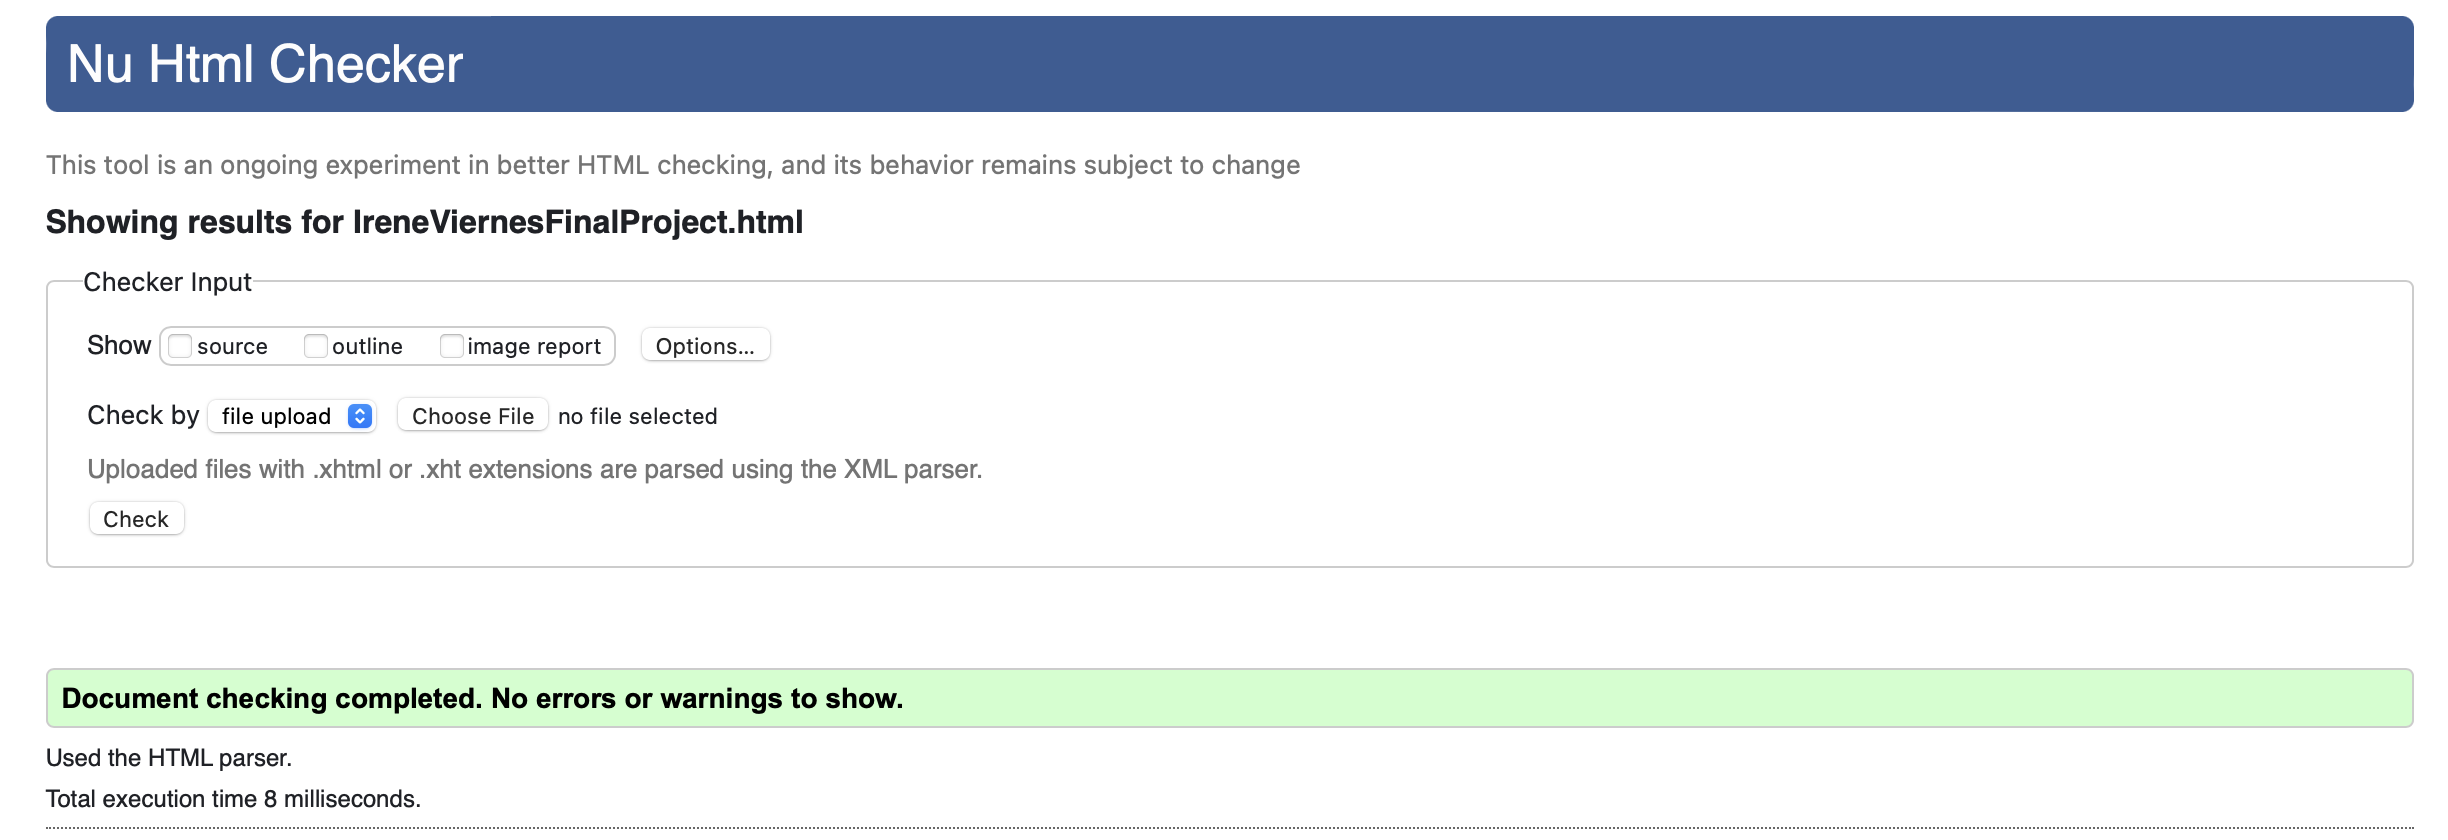 Nu Html Checker
This tool is an ongoing experiment in better HTML checking, and its behavior remains subject to change
Showing results for IreneViernesFinalProject.html
Checker Input
Show source outline image report Options...
Check by file upload Choose File no file selected
Uploaded files with .xhtml or .xht extensions are parsed using the XML parser.
Check
Document checking completed. No errors or warnings to show.
Used the HTML parser.
Total execution time 8 milliseconds.